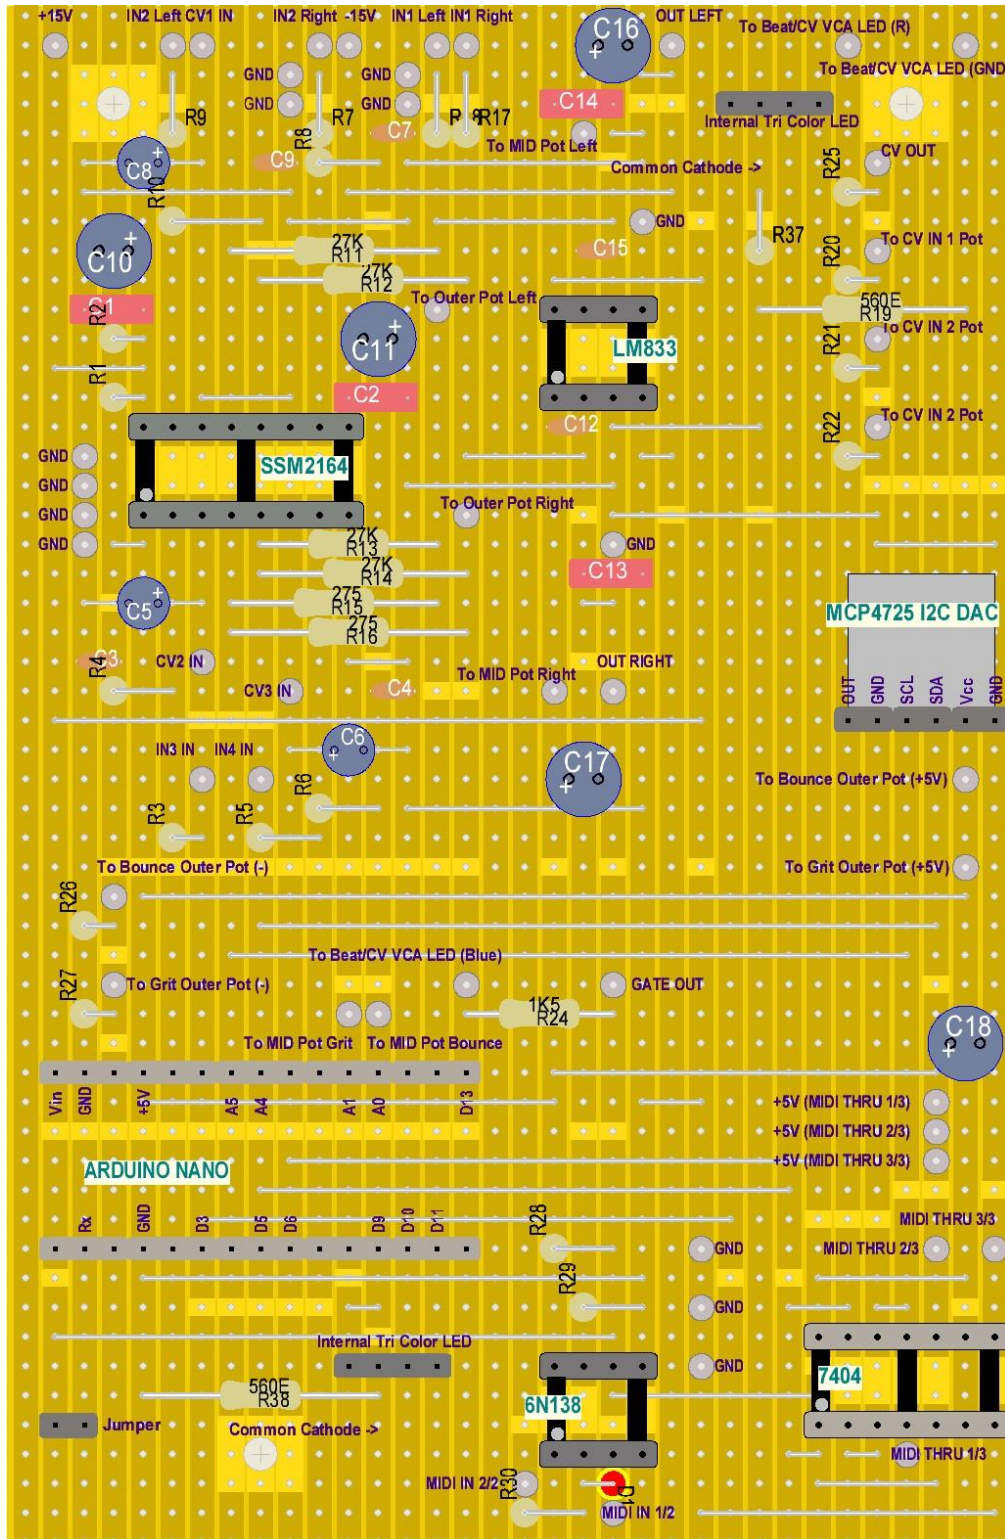 +15V
IN2 Left CV1 IN
IN2 Right -15V
IN1 Left IN1 Right
C16
OUT LEFT
To Beat/CV VCA LED (R)
GND
GND
To Beat/CV VCA LED (GND
GND
GND
C14
R9
R7
R8
C7
R17
Internal Tri Color LED
C8
C9
To MID Pot Left
Common Cathode ->
CV OUT
R25
R10
GND
R37
C10
27K
R11
C15
R20
To CV IN 1 Pot
27K
R12
C1
R2
To Outer Pot Left
560E
R19
C11
LM833
R21
To CV IN 2 Pot
R1
C2
C12
R22
To CV IN 2 Pot
GND
SSM2164
GND
GND
To Outer Pot Right
GND
27K
R13
GND
27K
R14
C13
C5
275
R15
MCP4725 I2C DAC
275
R16
R4
C3
CV2 IN
To MID Pot Right
OUT RIGHT
CV3 IN
C4
OUT
GND
SCL
SDA
Vcc
GND
C6
IN3 IN
IN4 IN
C17
To Bounce Outer Pot (+5V)
R6
R3
R5
To Bounce Outer Pot (-)
To Grit Outer Pot (+5V)
R26
To Beat/CV VCA LED (Blue)
R27
To Grit Outer Pot (-)
GATE OUT
1K5
R24
C18
To MID Pot Grit
To MID Pot Bounce
Vin
GND
+5V
A5
A4
A1
A0
D13
+5V (MIDI THRU 1/3)
+5V (MIDI THRU 2/3)
+5V (MIDI THRU 3/3)
ARDUINO NANO
Rx
GND
D3
D5
D6
D9
D10
D11
R28
MIDI THRU 3/3
GND
MIDI THRU 2/3
R29
GND
Internal Tri Color LED
GND
7404
560E
R38
6N138
Jumper
Common Cathode ->
MIDI THRU 1/3
MIDI IN 2/2
R30
D1
MIDI IN 1/2